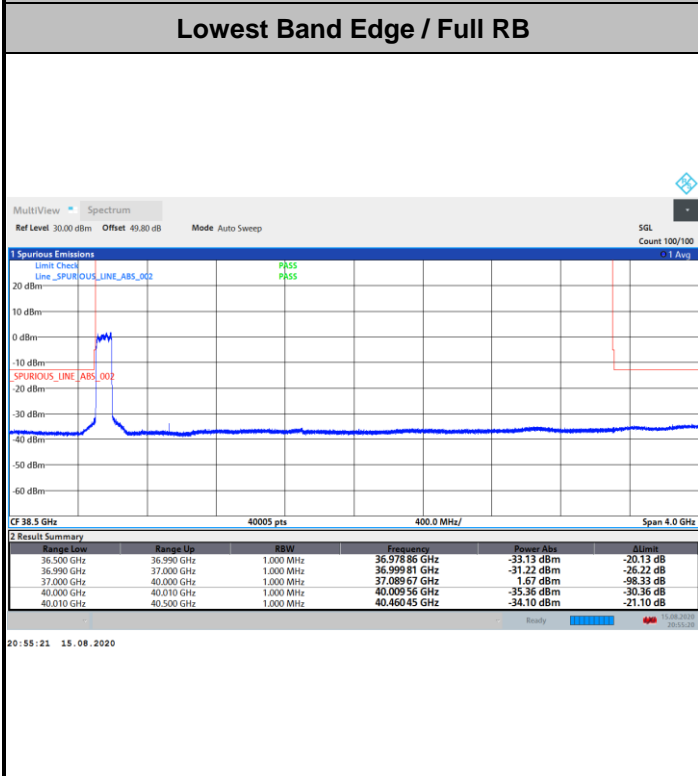 Lowest Band Edge / Full RB
MultiView Spectrum
Ref Level 30.00 dBm Offset 49.80 dB Mode Auto Sweep SGL
Count 100/100
1 Spurious Emissions 1 Avg
Limit Check PASS
Line _SPURIOUS_LINE_ABS_002 PASS
20 dBm
10 dBm
0 dBm
-10 dBm
_SPURIOUS_LINE_ABS_002
-20 dBm
-30 dBm
-40 dBm
-50 dBm
-60 dBm
CF 38.5 GHz 40005 pts 400.0 MHz/ Span 4.0 GHz
2 Result Summary
Range Low Range Up RBW Frequency Power Abs ΔLimit
36.500 GHz 36.990 GHz 1.000 MHz 36.978 86 GHz -33.13 dBm -20.13 dB
36.990 GHz 37.000 GHz 1.000 MHz 36.999 81 GHz -31.22 dBm -26.22 dB
37.000 GHz 40.000 GHz 1.000 MHz 37.089 67 GHz 1.67 dBm -98.33 dB
40.000 GHz 40.010 GHz 1.000 MHz 40.009 56 GHz -35.36 dBm -30.36 dB
40.010 GHz 40.500 GHz 1.000 MHz 40.460 45 GHz -34.10 dBm -21.10 dB
Ready 15.08.2020
20:55:20
20:55:21 15.08.2020